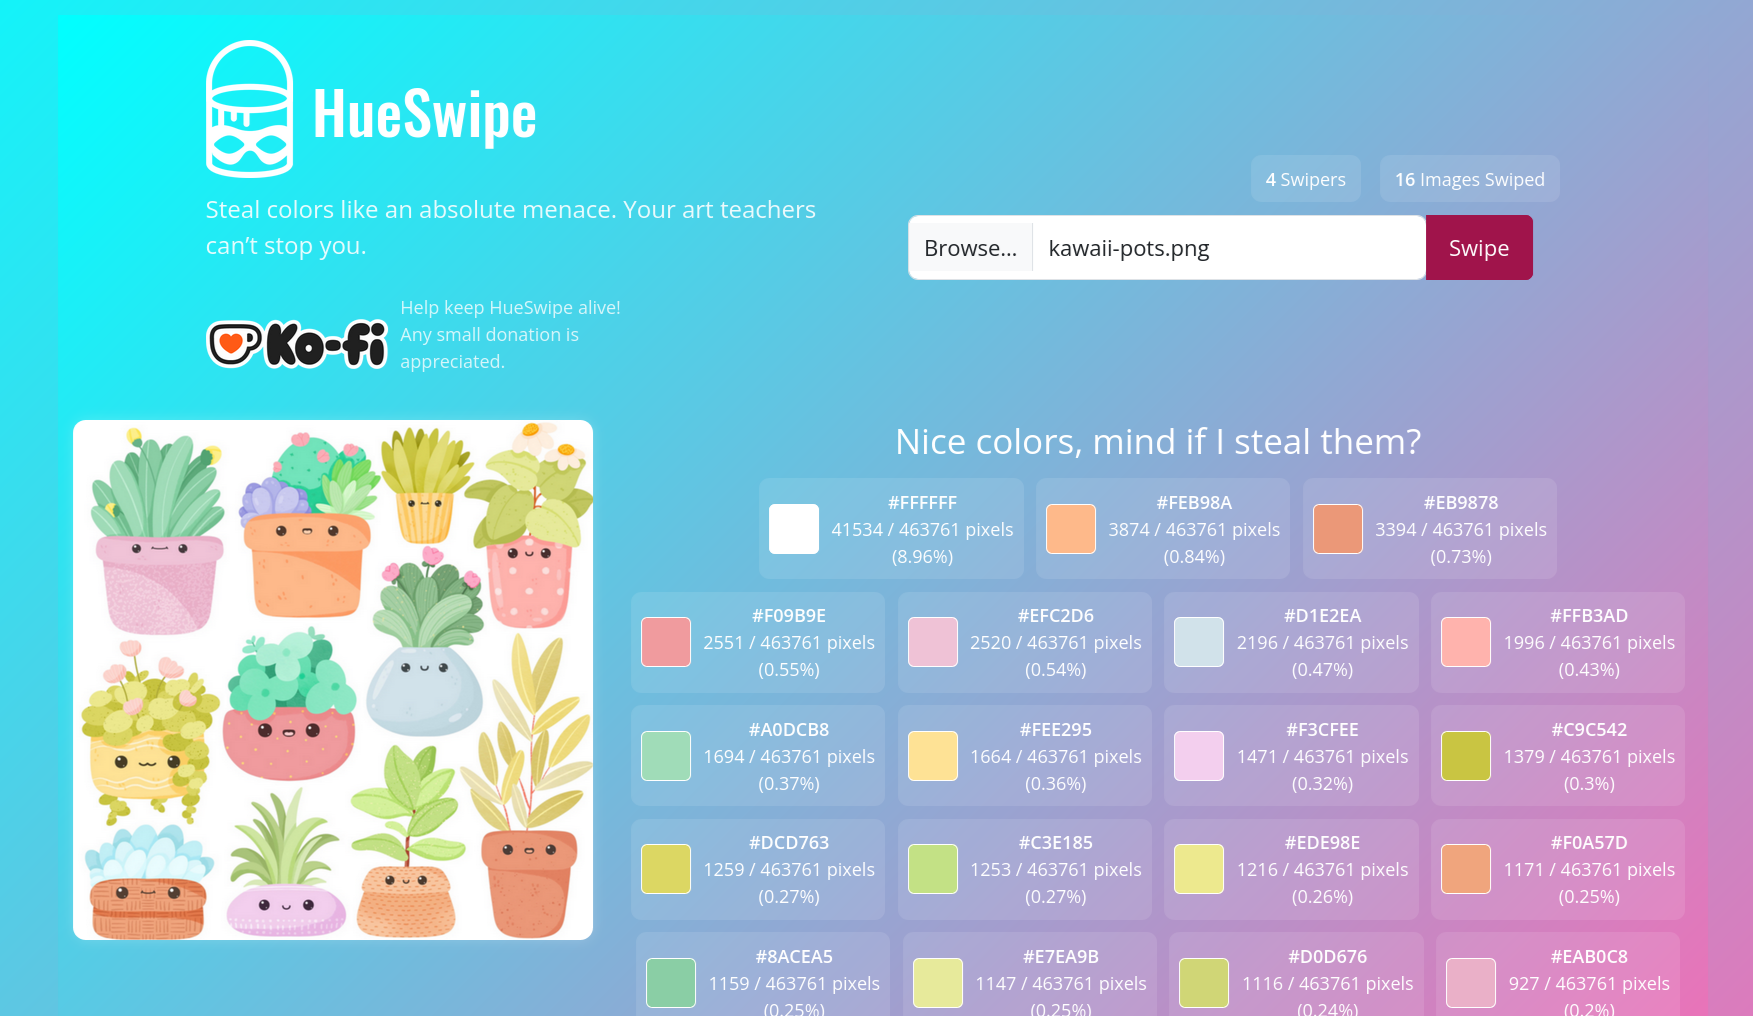 HueSwipe
Steal colors like an absolute menace. Your art teachers
can’t stop you.
Ko-fi
Help keep HueSwipe alive!
Any small donation is
appreciated.
4 Swipers
16 Images Swiped
Browse...
kawaii-pots.png
Swipe
Nice colors, mind if I steal them?
#FFFFFF
41534 / 463761 pixels
(8.96%)
#FEB98A
3874 / 463761 pixels
(0.84%)
#EB9878
3394 / 463761 pixels
(0.73%)
#F09B9E
2551 / 463761 pixels
(0.55%)
#EFC2D6
2520 / 463761 pixels
(0.54%)
#D1E2EA
2196 / 463761 pixels
(0.47%)
#FFB3AD
1996 / 463761 pixels
(0.43%)
#A0DCB8
1694 / 463761 pixels
(0.37%)
#FEE295
1664 / 463761 pixels
(0.36%)
#F3CFEE
1471 / 463761 pixels
(0.32%)
#C9C542
1379 / 463761 pixels
(0.3%)
#DCD763
1259 / 463761 pixels
(0.27%)
#C3E185
1253 / 463761 pixels
(0.27%)
#EDE98E
1216 / 463761 pixels
(0.26%)
#F0A57D
1171 / 463761 pixels
(0.25%)
#8ACEA5
1159 / 463761 pixels
(0.25%)
#E7EA9B
1147 / 463761 pixels
(0.25%)
#D0D676
1116 / 463761 pixels
(0.24%)
#EAB0C8
927 / 463761 pixels
(0.2%)